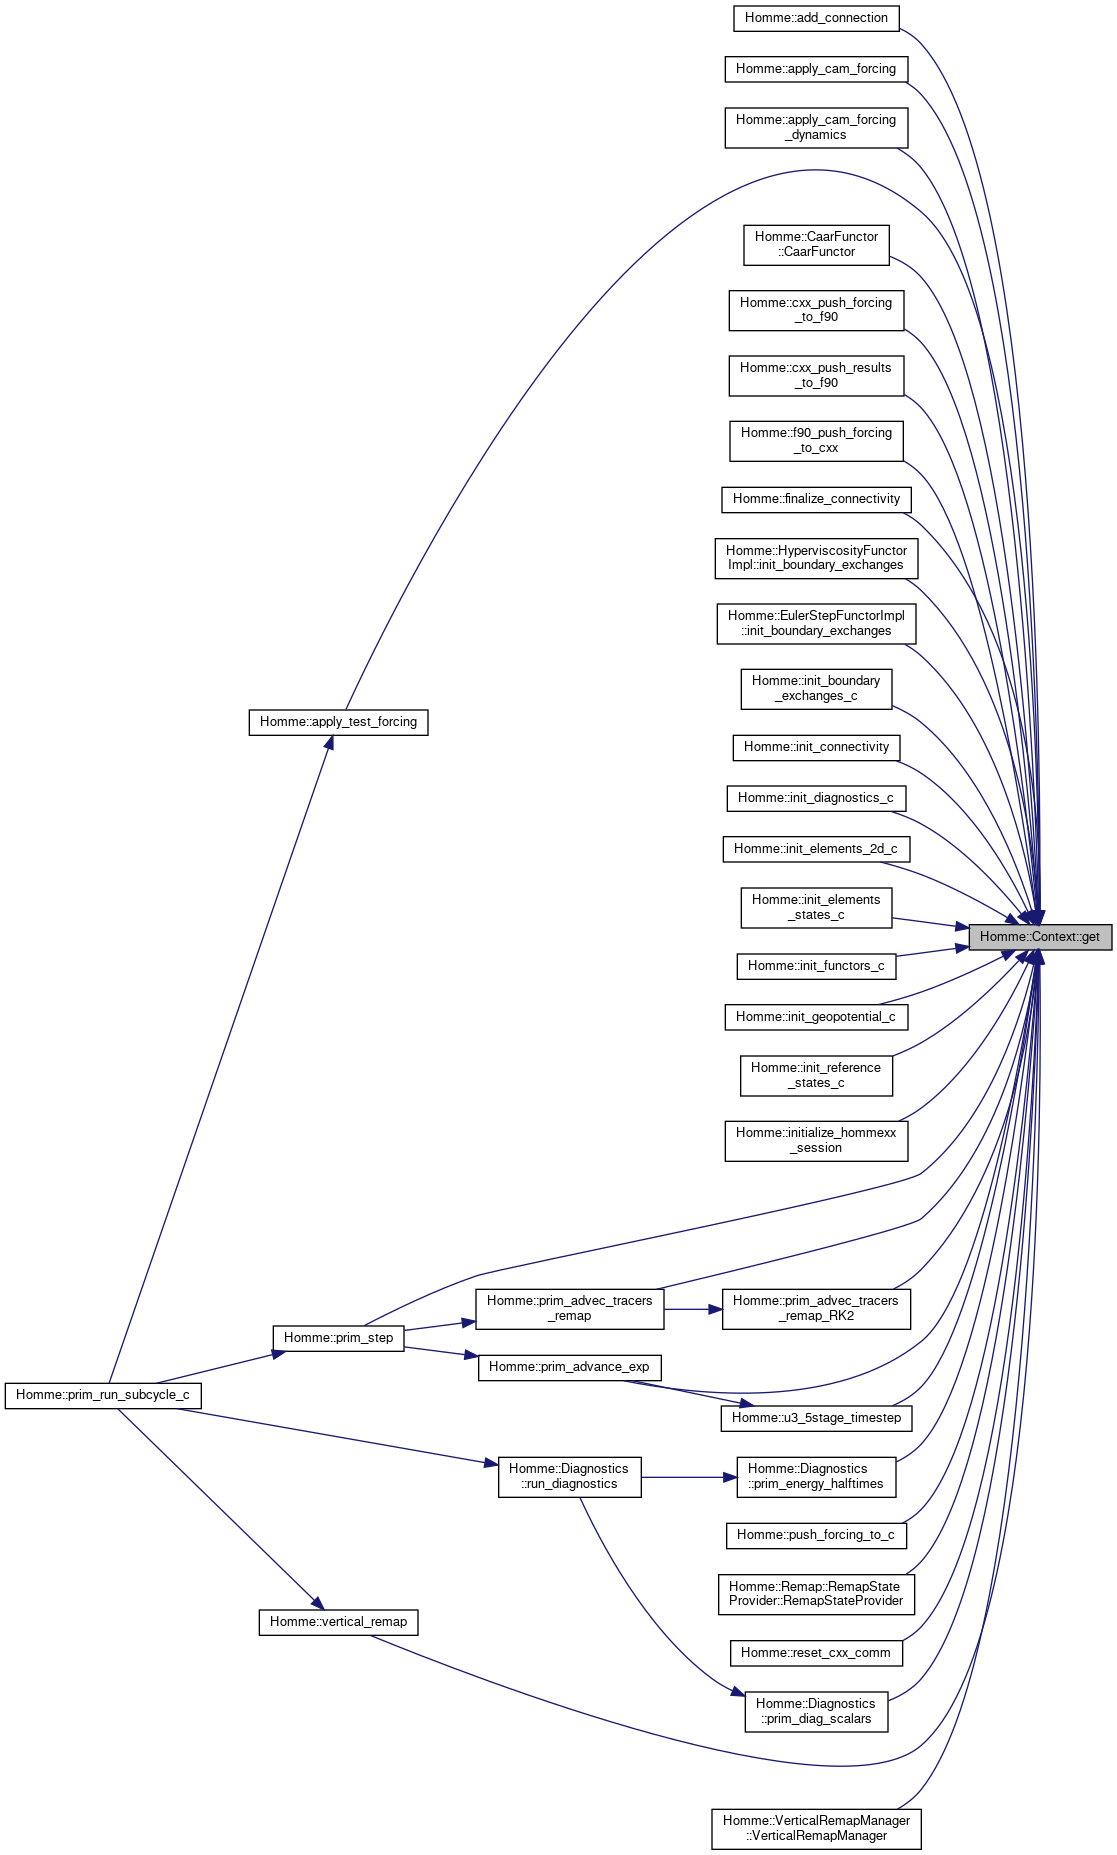 Homme::add_connection
Homme::apply_cam_forcing
Homme::apply_cam_forcing
_dynamics
Homme::CaarFunctor
::CaarFunctor
Homme::cxx_push_forcing
_to_f90
Homme::cxx_push_results
_to_f90
Homme::f90_push_forcing
_to_cxx
Homme::finalize_connectivity
Homme::HyperviscosityFunctor
Impl::init_boundary_exchanges
Homme::EulerStepFunctorImpl
::init_boundary_exchanges
Homme::init_boundary
_exchanges_c
Homme::apply_test_forcing
Homme::init_connectivity
Homme::init_diagnostics_c
Homme::init_elements_2d_c
Homme::init_elements
_states_c
Homme::Context::get
Homme::init_functors_c
Homme::init_geopotential_c
Homme::init_reference
_states_c
Homme::initialize_hommexx
_session
Homme::prim_advec_tracers
_remap
Homme::prim_advec_tracers
_remap_RK2
Homme::prim_step
Homme::prim_advance_exp
Homme::prim_run_subcycle_c
Homme::u3_5stage_timestep
Homme::Diagnostics
::run_diagnostics
Homme::Diagnostics
::prim_energy_halftimes
Homme::push_forcing_to_c
Homme::Remap::RemapState
Provider::RemapStateProvider
Homme::vertical_remap
Homme::reset_cxx_comm
Homme::Diagnostics
::prim_diag_scalars
Homme::VerticalRemapManager
::VerticalRemapManager